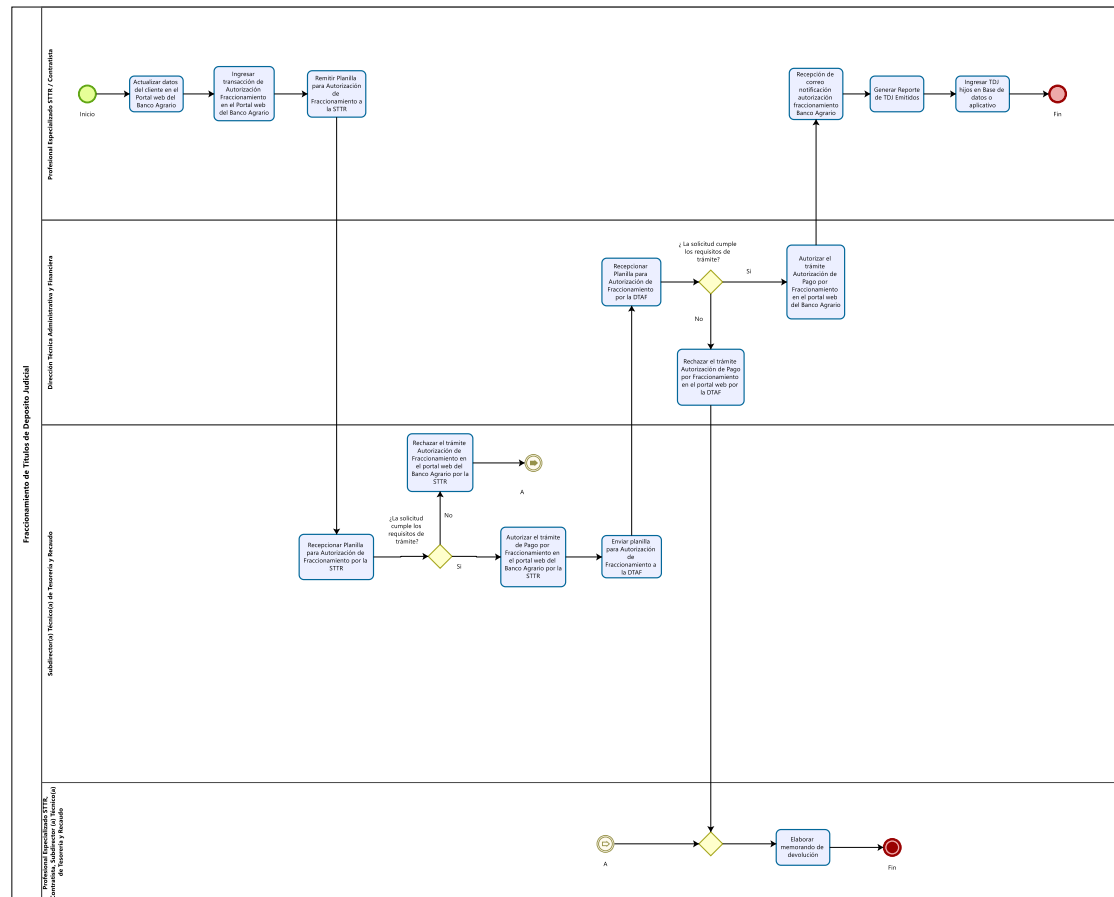 Fraccionamiento de Títulos de Deposito Judicial
Profesional Especializado STTR / Contratista
Inicio
Actualizar datos
del cliente en el
Portal web del
Banco Agrario
Ingresar
transacción de
Autorización
Fraccionamiento
en el Portal web
del Banco Agrario
Remitir Planilla
para Autorización
de
Fraccionamiento a
la STTR
Recepción de
correo
notificación
autorización
fraccionamiento
Banco Agrario
Generar Reporte
de TDJ Emitidos
Ingresar TDJ
hijos en Base de
datos o
aplicativo
Fin
Dirección Técnica Administrativa y Financiera
Recepcionar
Planilla para
Autorización de
Fraccionamiento
por la DTAF
¿ La solicitud cumple
los requisitos de
trámite?
Si
No
Autorizar el
trámite
Autorización de
Pago por
Fraccionamiento
en el portal web
del Banco Agrario
Rechazar el trámite
Autorización de Pago
por Fraccionamiento
en el portal web por
la DTAF
Subdirector(a) Técnico(a) de Tesorería y Recaudo
Rechazar el trámite
Autorización de
Fraccionamiento en
el portal web del
Banco Agrario por la
STTR
A
Recepcionar Planilla
para Autorización de
Fraccionamiento por la
STTR
¿La solicitud
cumple los
requisitos de
trámite?
No
Si
Autorizar el trámite
de Pago por
Fraccionamiento en
el portal web del
Banco Agrario por la
STTR
Enviar planilla
para Autorización
de
Fraccionamiento a
la DTAF
Profesional Especializado STTR,
Contratista, Subdirector (a) Técnico(a)
de Tesorería y Recaudo
A
Elaborar
memorando de
devolución
Fin